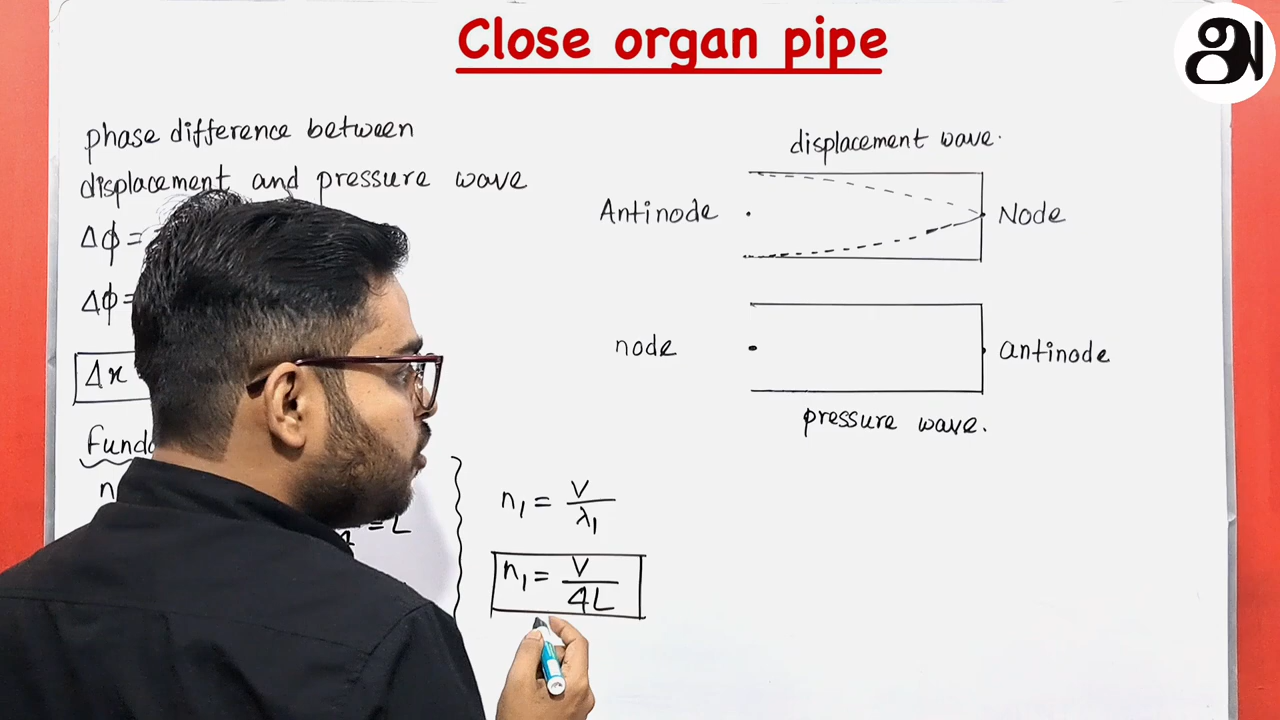 Close organ pipe
phase difference between
displacement and pressure wave
Δϕ=
Δϕ=
Δx
n
= L
n₁ = V/λ₁
n₁ = V/4L
displacement wave.
Antinode
Node
node
antinode
pressure wave.